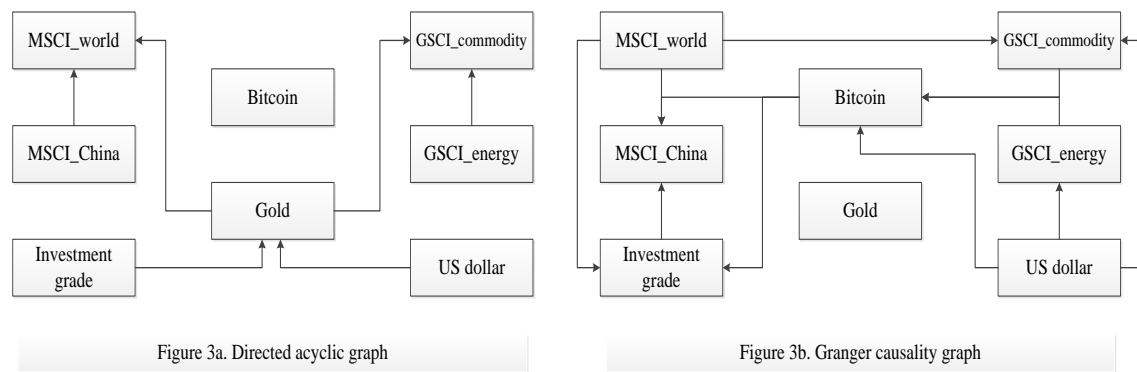 MSCI_world
GSCI_commodity
Bitcoin
MSCI_China
GSCI_energy
Gold
Investment
grade
US dollar
Figure 3a. Directed acyclic graph
MSCI_world
GSCI_commodity
Bitcoin
MSCI_China
GSCI_energy
Gold
Investment
grade
US dollar
Figure 3b. Granger causality graph